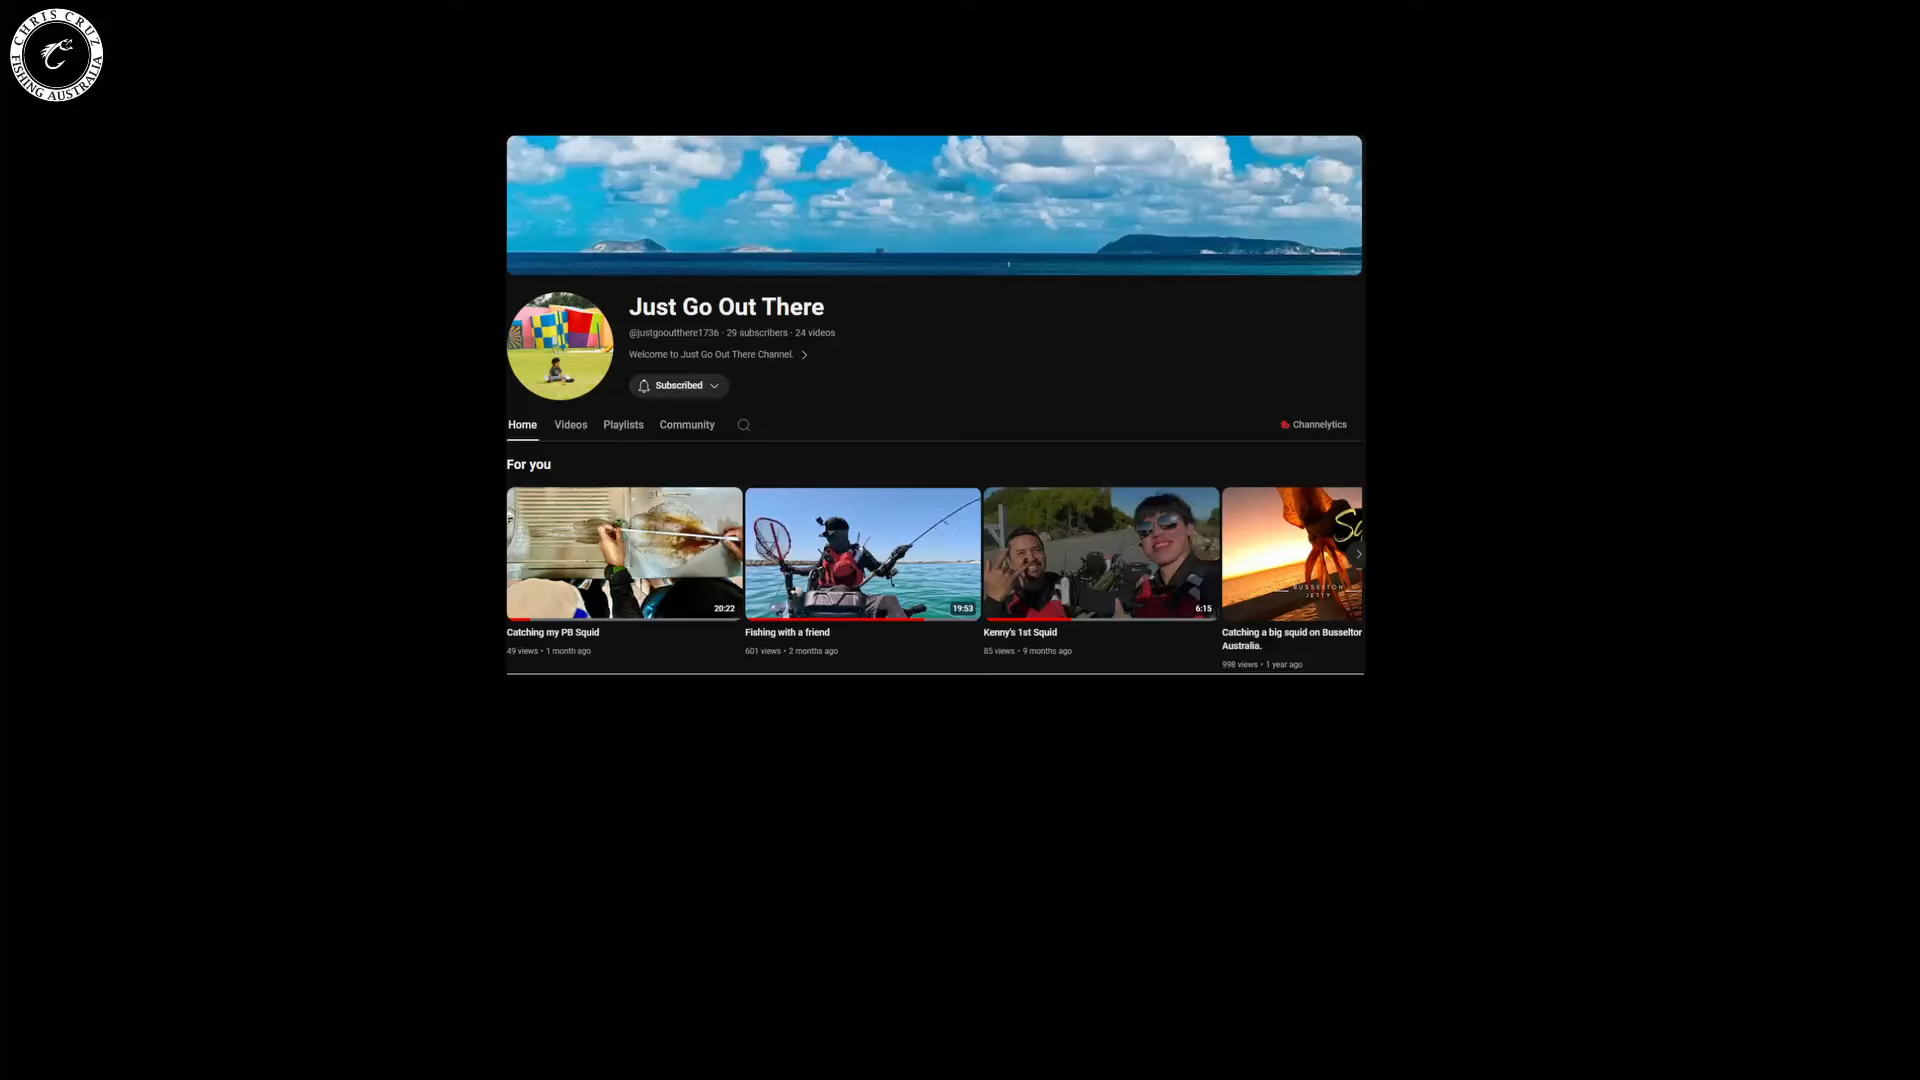 CHRIS CRUZ
FISHING AUSTRALIA
Just Go Out There
@justgooutthere1736 · 29 subscribers · 24 videos
Welcome to Just Go Out There Channel.
Subscribed
Home Videos Playlists Community
Channelytics
For you
20:22
19:53
6:15
BUSSELTON
JETTY
Catching my PB Squid
49 views • 1 month ago
Fishing with a friend
601 views • 2 months ago
Kenny's 1st Squid
85 views • 9 months ago
Catching a big squid on Busselton
Australia.
998 views • 1 year ago